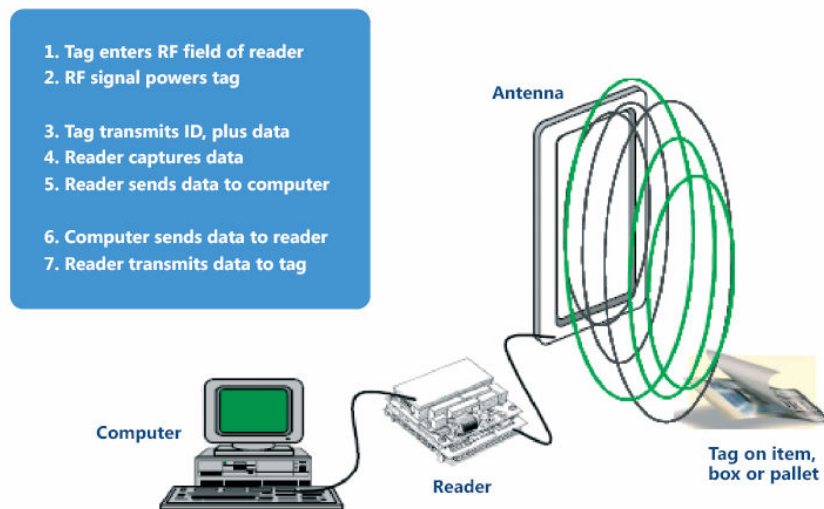 1. Tag enters RF field of reader
2. RF signal powers tag
3. Tag transmits ID, plus data
4. Reader captures data
5. Reader sends data to computer
6. Computer sends data to reader
7. Reader transmits data to tag
Antenna
Computer
Reader
Tag on item,
box or pallet